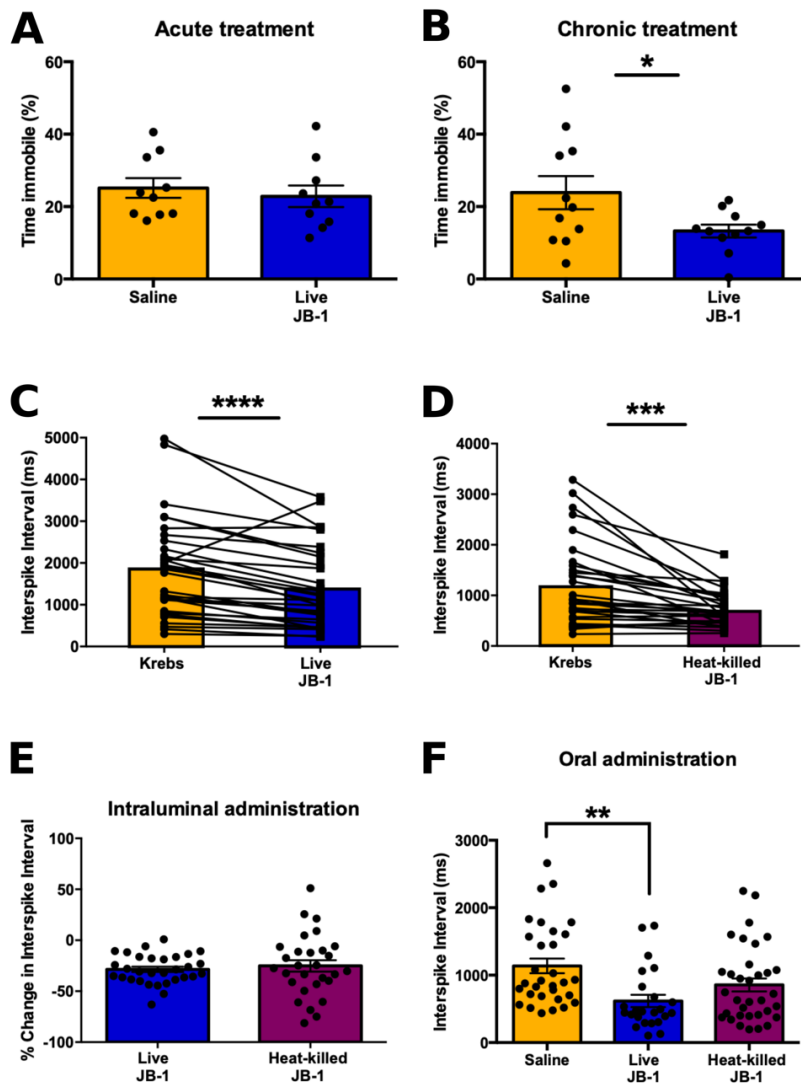 A
Acute treatment
Time immobile (%)
60
40
20
0
Saline
Live
JB-1
B
Chronic treatment
*
Time immobile (%)
60
40
20
0
Saline
Live
JB-1
C
****
Interspike Interval (ms)
5000
4000
3000
2000
1000
0
Krebs
Live
JB-1
D
***
Interspike Interval (ms)
4000
3000
2000
1000
0
Krebs
Heat-killed
JB-1
E
Intraluminal administration
% Change in Interspike Interval
100
50
-0
-50
-100
Live
JB-1
Heat-killed
JB-1
F
Oral administration
**
Interspike Interval (ms)
3000
2000
1000
0
Saline
Live
JB-1
Heat-killed
JB-1